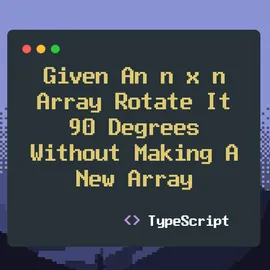 Given An n x n
Array Rotate It
90 Degrees
Without Making A
New Array
<> TypeScript